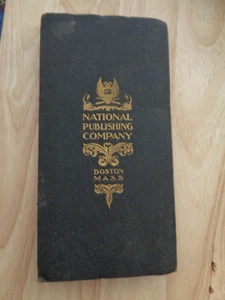 NATIONAL
PUBLISHING
COMPANY
BOSTON
MASS